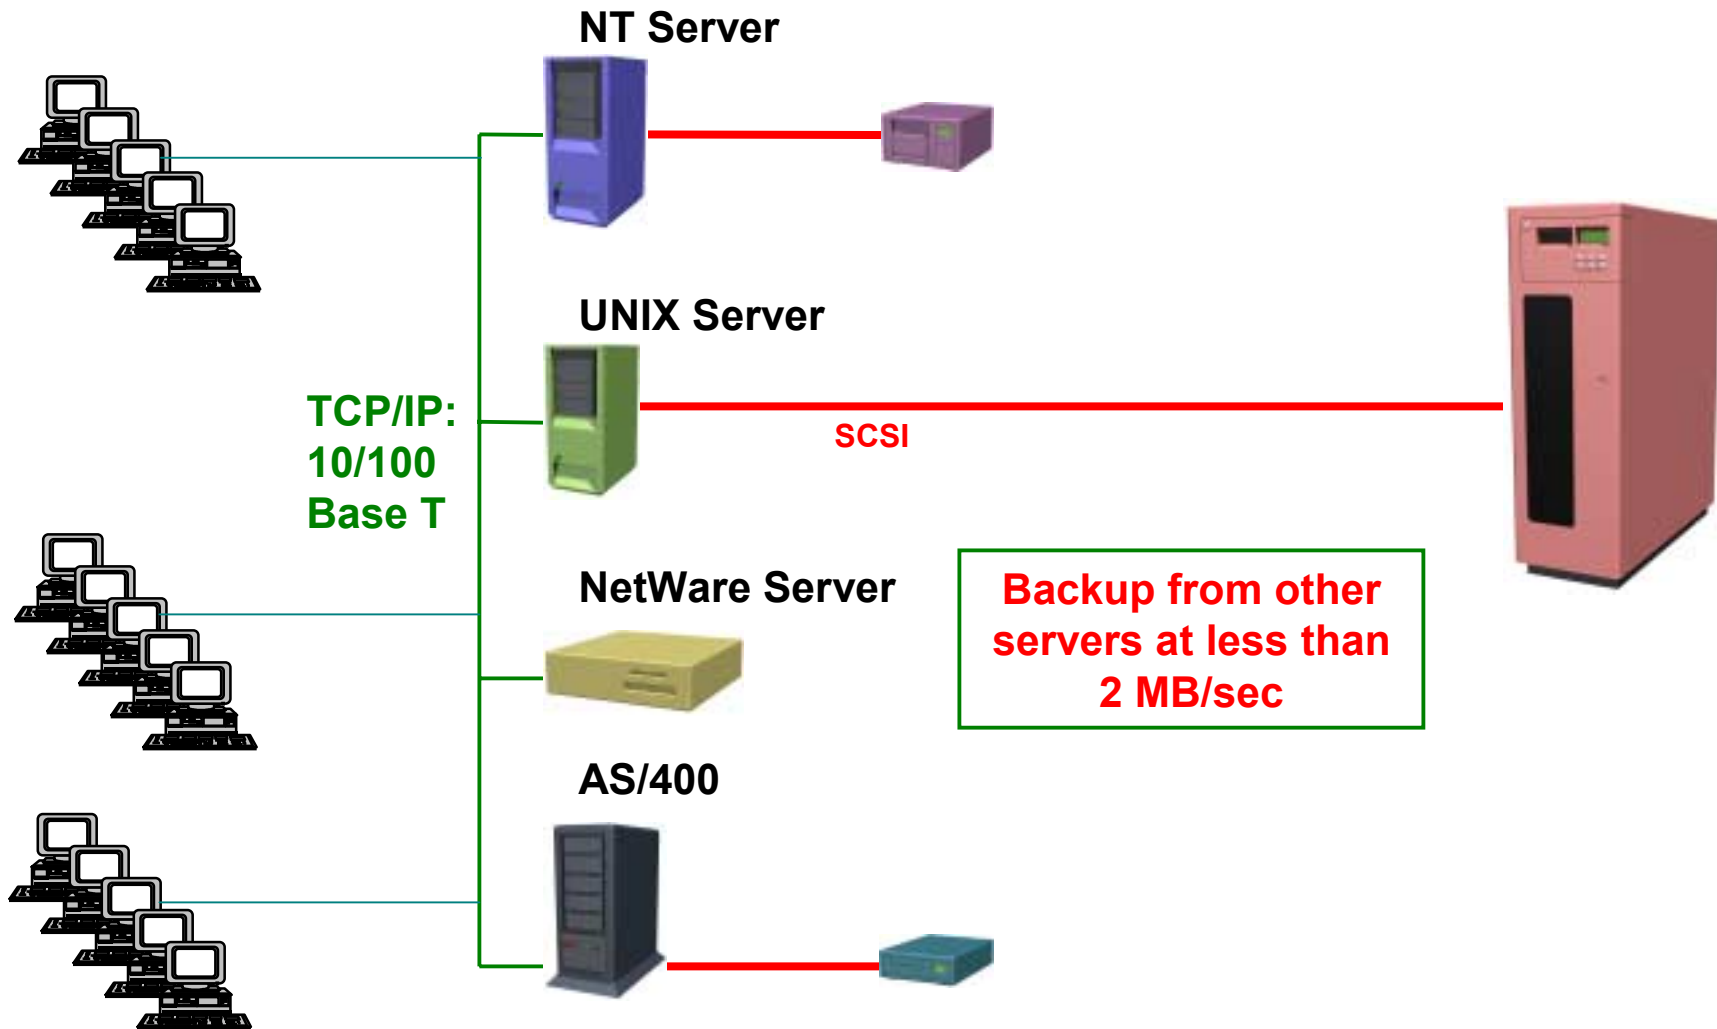 NT Server
UNIX Server
TCP/IP:
10/100
Base T
SCSI
NetWare Server
Backup from other
servers at less than
2 MB/sec
AS/400